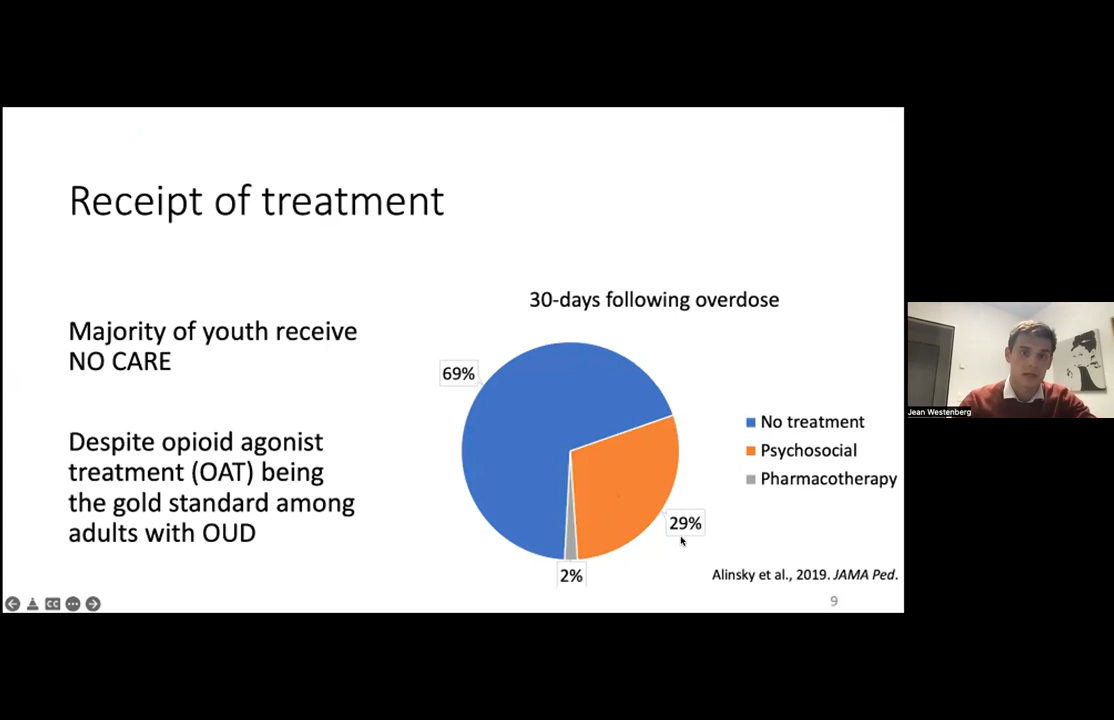 Receipt of treatment
Majority of youth receive
NO CARE
Despite opioid agonist
treatment (OAT) being
the gold standard among
adults with OUD
30-days following overdose
69%
29%
2%
No treatment
Psychosocial
Pharmacotherapy
Alinsky et al., 2019. JAMA Ped.
9
CC
Jean Westenberg